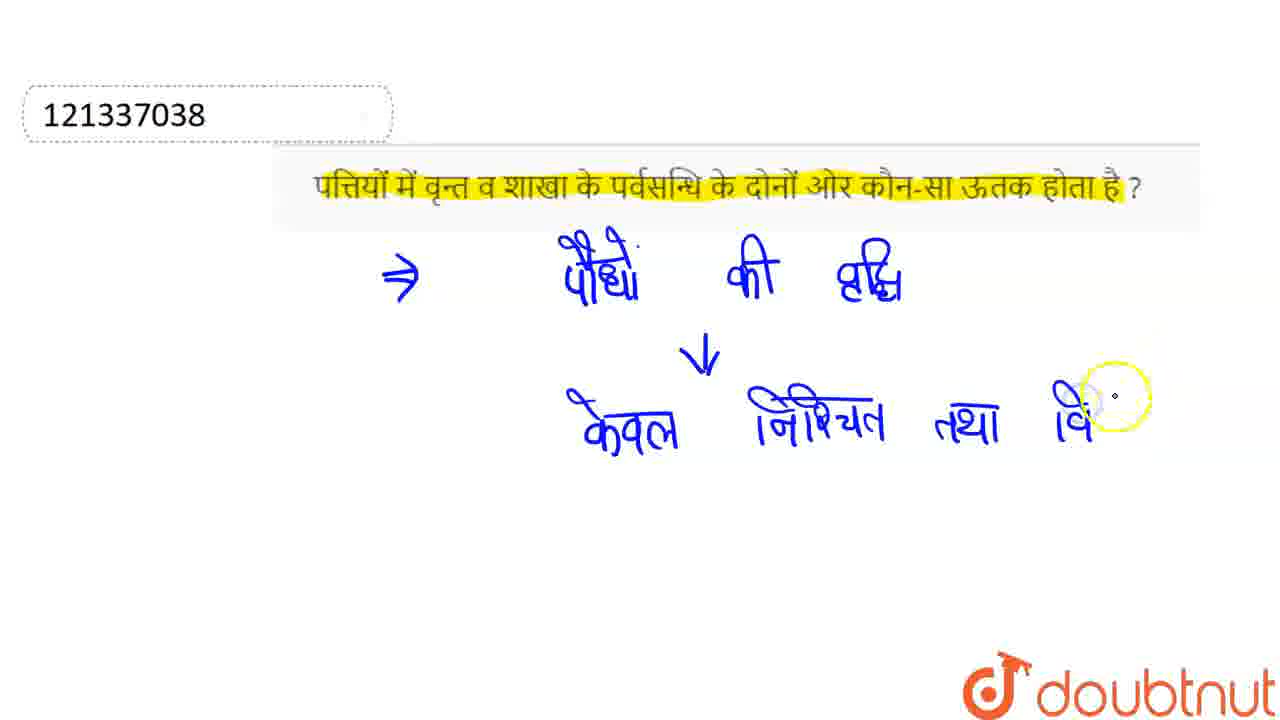 121337038
पत्तियों में वृन्त व शाखा के पर्वसन्धि के दोनों ओर कौन-सा ऊतक होता है ?
⇒ पौधों की वृद्धि
↓
केवल निश्चित तथा वि
doubtnut